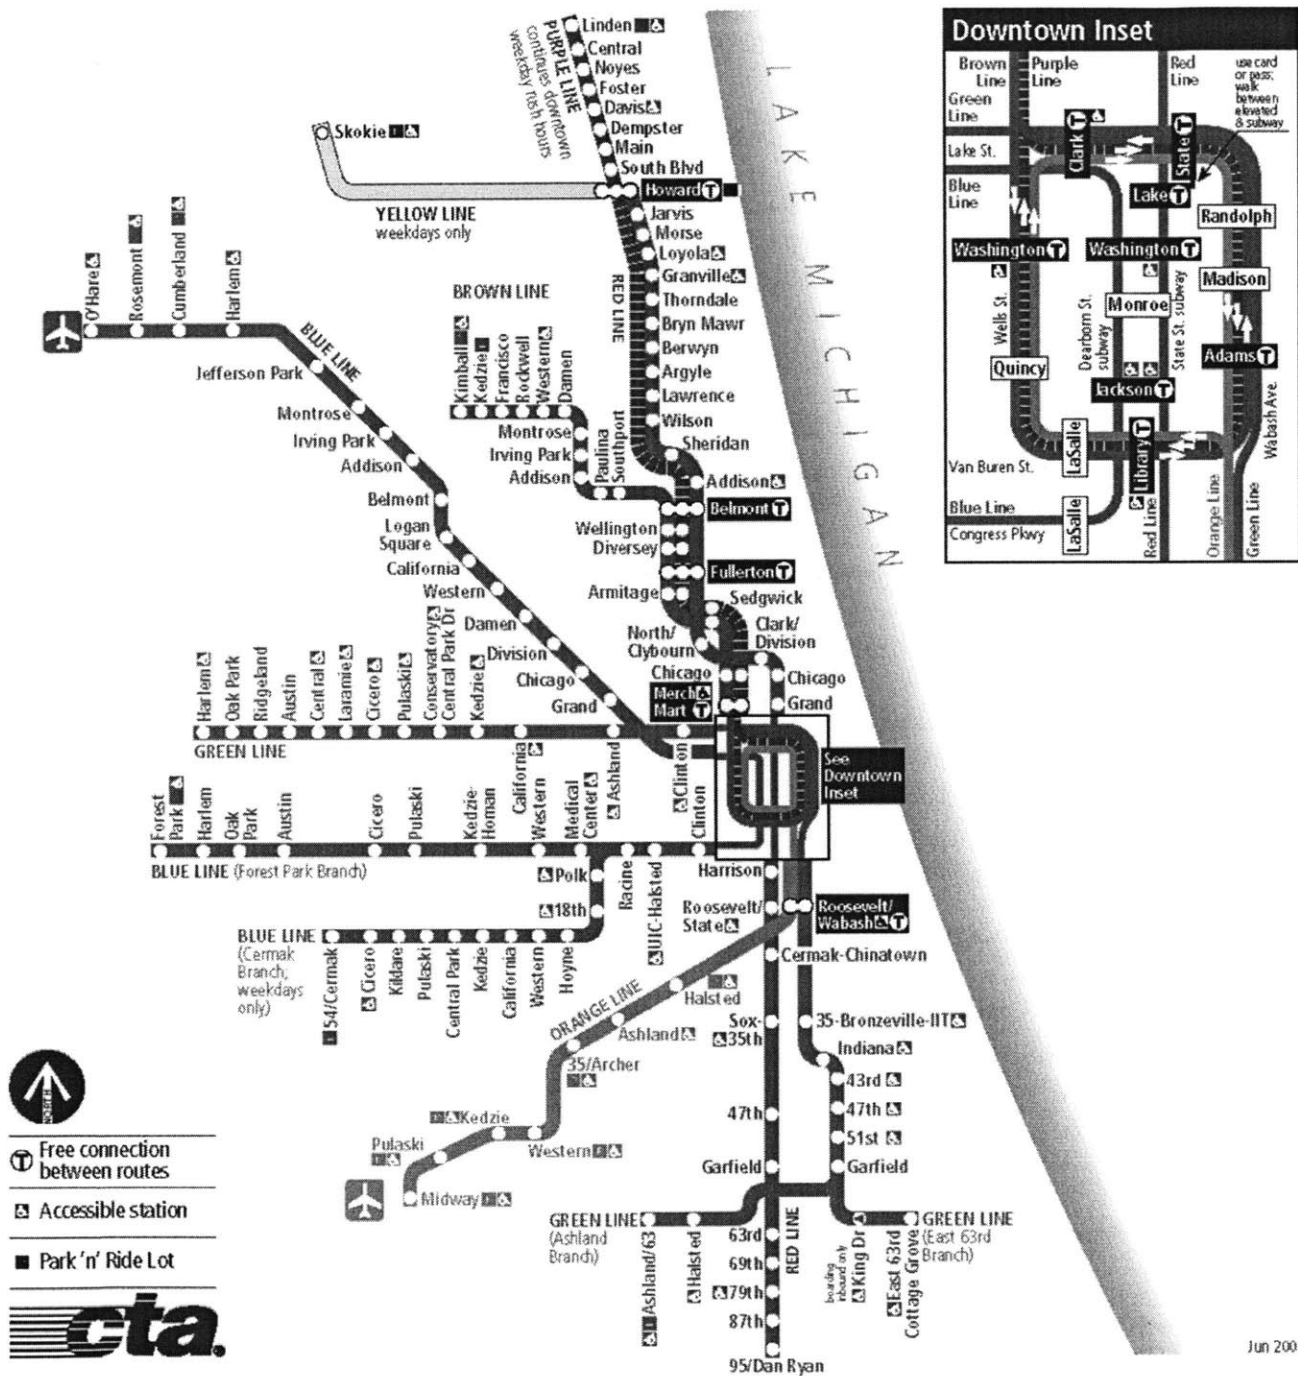 Linden
Central
Noyes
Foster
Davis
Dempster
Main
South Blvd
PURPLE LINE
continues downtown
weekday rush hours
Skokie
Howard T
YELLOW LINE
weekdays only
Jarvis
Morse
Loyola
Granville
Thorndale
Bryn Mawr
Berwyn
Argyle
Lawrence
Wilson
Sheridan
Addison
Belmont T
RED LINE
LAKE MICHIGAN
O'Hare
Rosemont
Cumberland
Harlem
BLUE LINE
Jefferson Park
Montrose
Irving Park
Addison
Belmont
Logan
Square
California
Western
Damen
Division
Chicago
Grand
BROWN LINE
Kimball
Kedzie
Francisco
Rockwell
Western
Damen
Montrose
Irving Park
Addison
Paulina
Southport
Wellington
Diversey
Fullerton T
Armitage
Sedgwick
North/
Clybourn
Clark/
Division
Chicago
Chicago
Merch
Mart T
Grand
Harlem
Oak Park
Ridgeland
Austin
Central
Laramie
Cicero
Pulaski
Conservatory
Central Park Dr
Kedzie
California
Ashland
Clinton
GREEN LINE
See
Downtown
Inset
Forest
Park
Harlem
Oak
Park
Austin
Cicero
Pulaski
Kedzie-
Homan
Western
Medical
Center
Racine
UIC-Halsted
Clinton
BLUE LINE (Forest Park Branch)
Polk
18th
BLUE LINE
(Cermak
Branch;
weekdays
only)
54/Cermak
Cicero
Kildare
Pulaski
Central Park
Kedzie
California
Western
Hoyne
Harrison
Roosevelt/
State
Roosevelt/
Wabash T
Cermak-Chinatown
ORANGE LINE
Halsted
Ashland
35/Archer
Western
Kedzie
Pulaski
Midway
Sox-
35th
35-Bronzeville-IIT
Indiana
43rd
47th
51st
Garfield
47th
Garfield
GREEN LINE
(Ashland
Branch)
Ashland/63
Halsted
63rd
69th
79th
87th
95/Dan Ryan
RED LINE
boarding
inbound only
King Dr
East 63rd
Cottage Grove
GREEN LINE
(East 63rd
Branch)
Downtown Inset
Brown
Line
Purple
Line
Red
Line
use card
or pass;
walk
between
elevated
& subway
Green
Line
Lake St.
Blue
Line
Clark T
State T
Lake T
Randolph
Washington T
Washington T
Madison
Monroe
Wells St.
Dearborn St.
subway
State St. subway
Adams T
Wabash Ave.
Quincy
Jackson T
LaSalle
Library T
Van Buren St.
Blue Line
Congress Pkwy
LaSalle
Red Line
Orange Line
Green Line
NORTH
T Free connection
between routes
Accessible station
Park 'n' Ride Lot
cta.
Jun 200